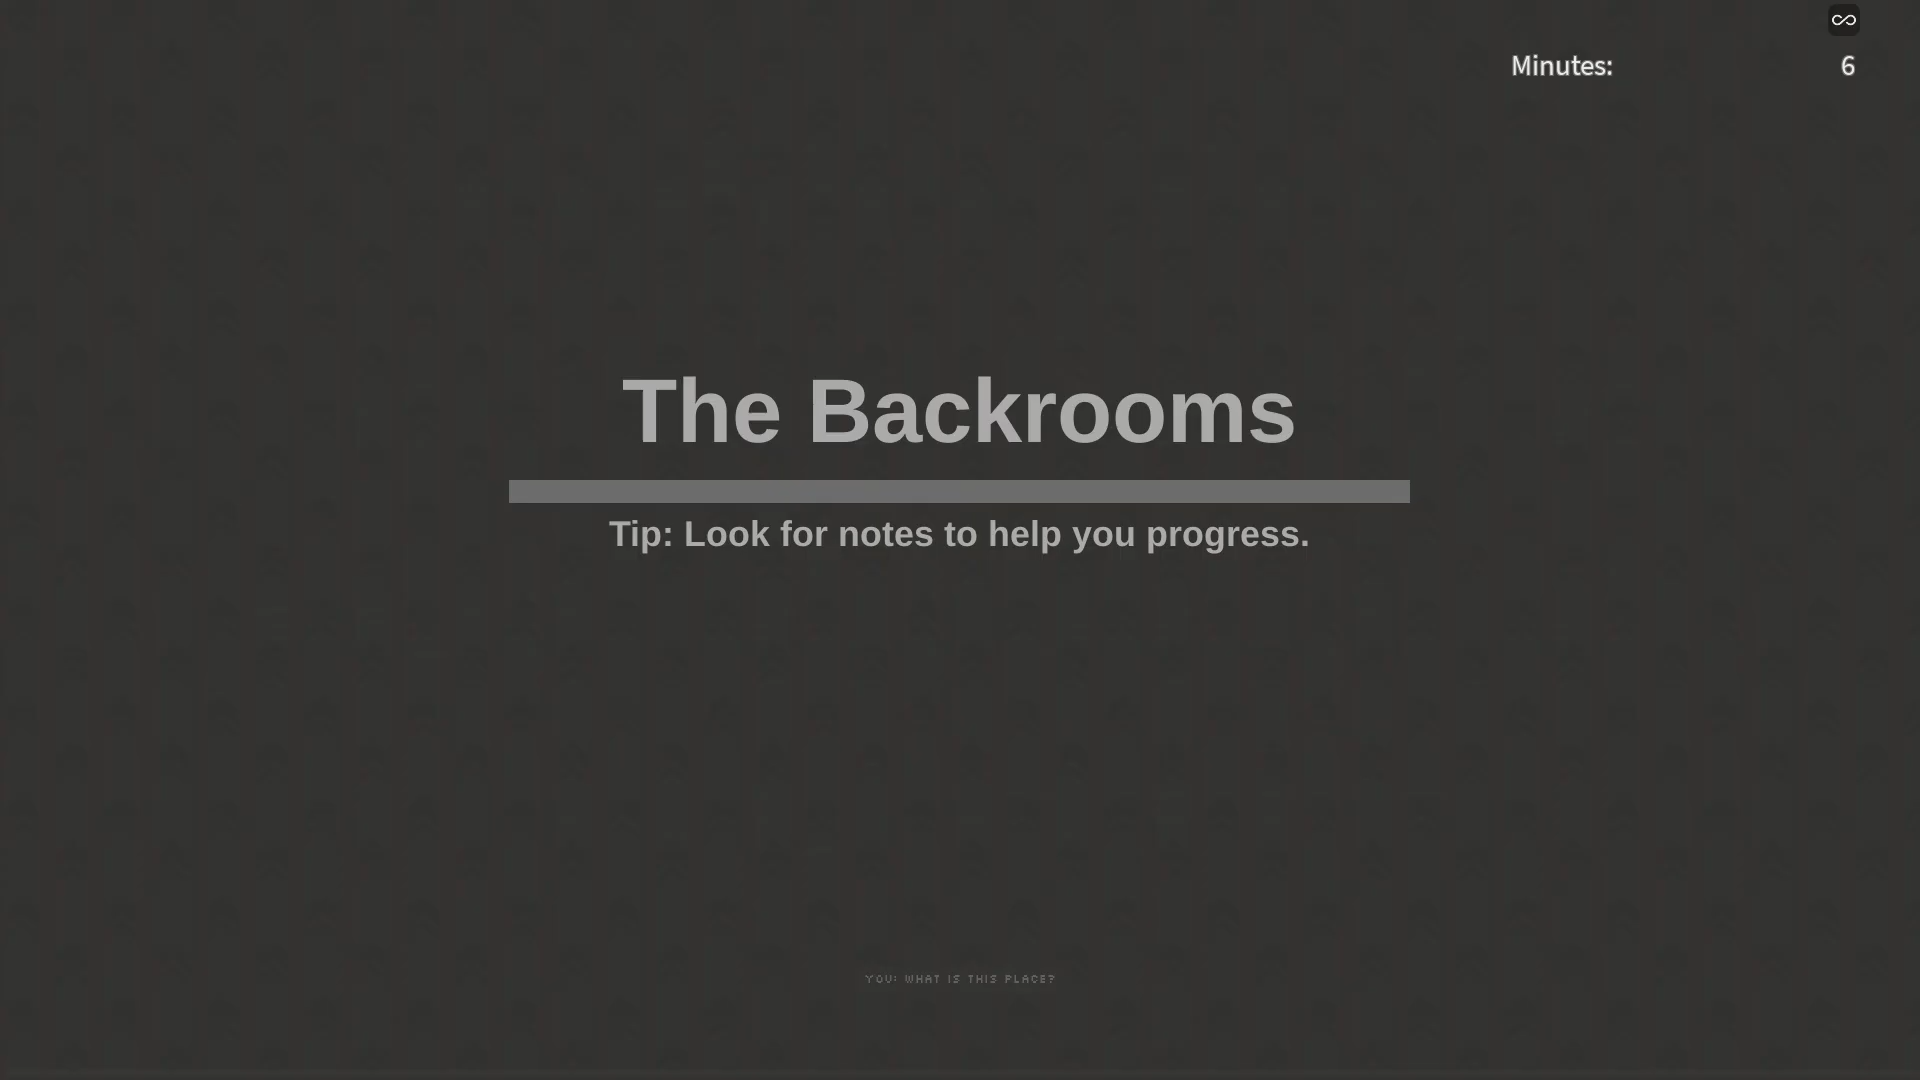 Minutes: 6
The Backrooms
Tip: Look for notes to help you progress.
YOU: WHAT IS THIS PLACE?